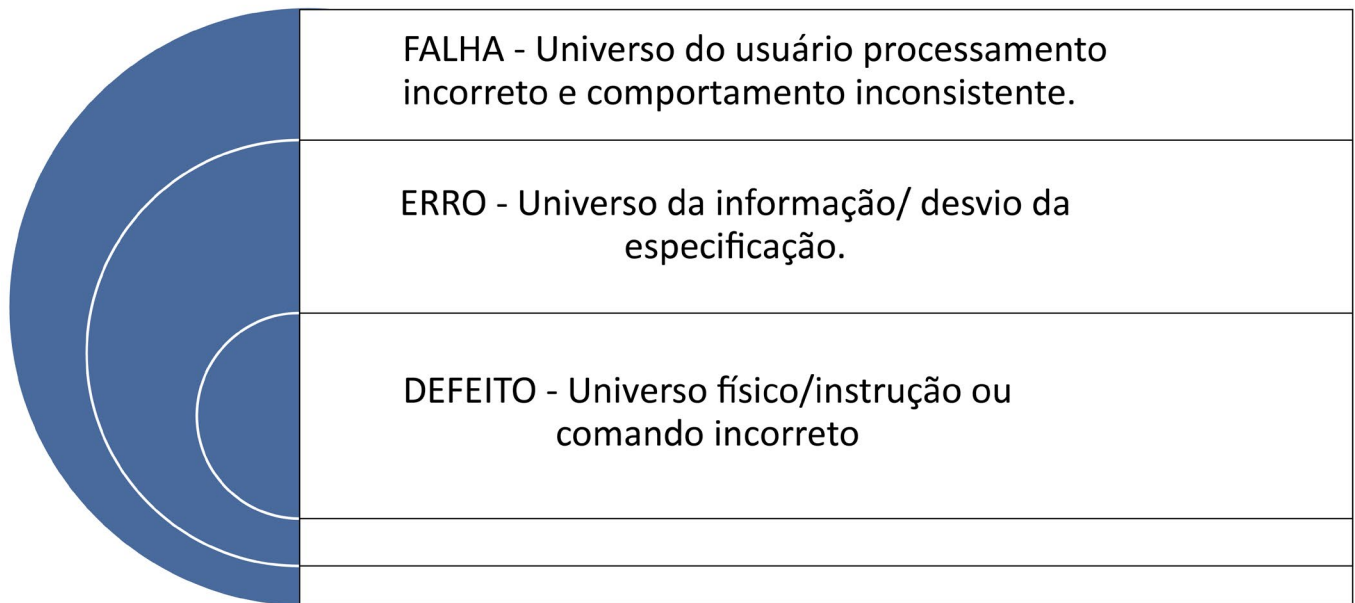 FALHA - Universo do usuário processamento
incorreto e comportamento inconsistente.
ERRO - Universo da informação/ desvio da
especificação.
DEFEITO - Universo físico/instrução ou
comando incorreto